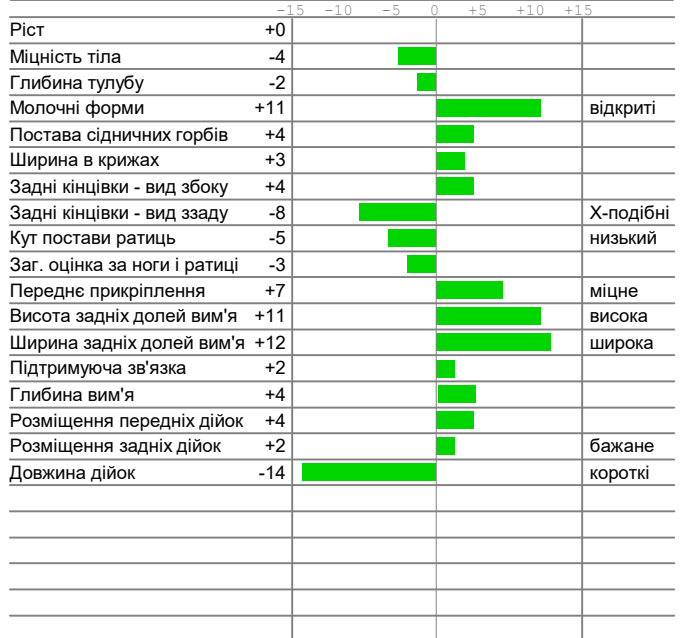 -15 -10 -5 0 +5 +10 +15
Ріст +0
Міцність тіла -4
Глибина тулубу -2
Молочні форми +11 відкриті
Постава сідничних горбів +4
Ширина в крижах +3
Задні кінцівки - вид збоку +4
Задні кінцівки - вид ззаду -8 Х-подібні
Кут постави ратиць -5 низький
Заг. оцінка за ноги і ратиці -3
Переднє прикріплення +7 міцне
Висота задніх долей вим'я +11 висока
Ширина задніх долей вим'я +12 широка
Підтримуюча зв'язка +2
Глибина вим'я +4
Розміщення передніх дійок +4
Розміщення задніх дійок +2 бажане
Довжина дійок -14 короткі